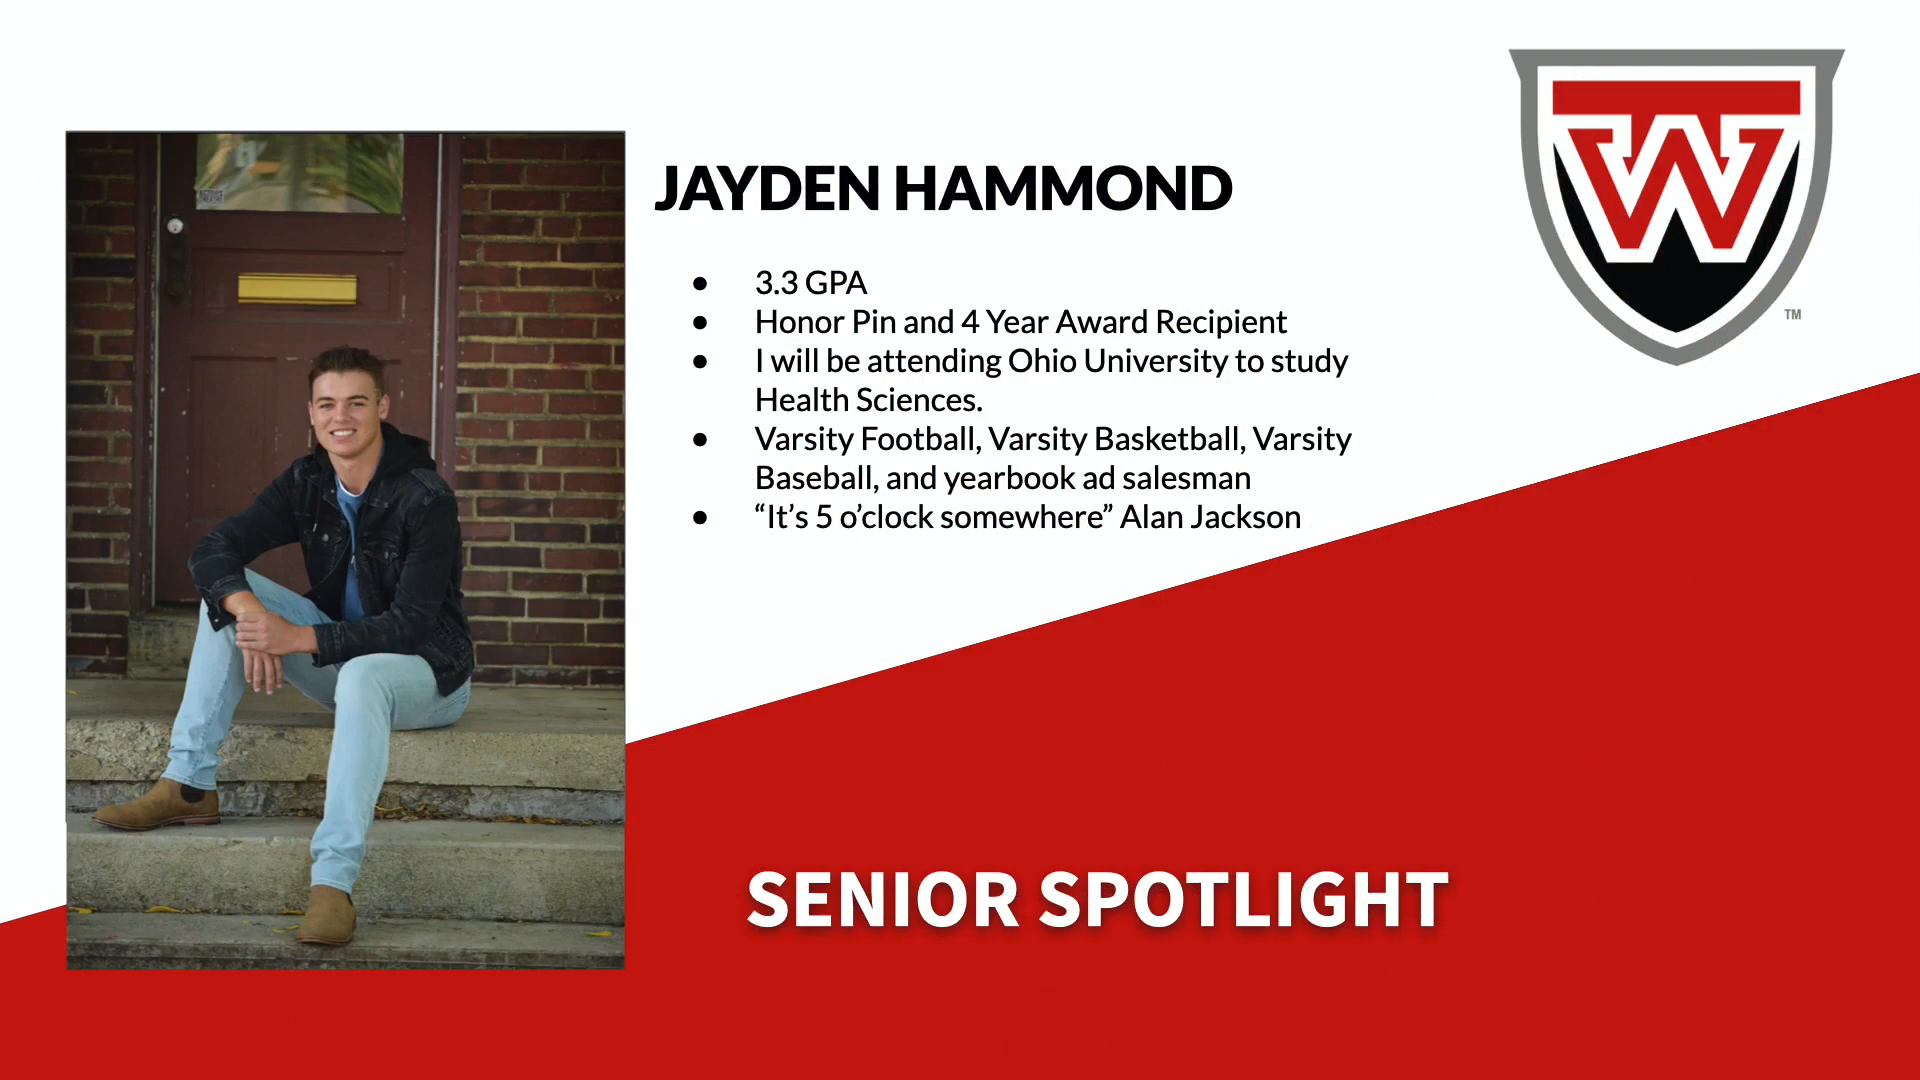 JAYDEN HAMMOND
● 3.3 GPA
● Honor Pin and 4 Year Award Recipient
● I will be attending Ohio University to study
Health Sciences.
● Varsity Football, Varsity Basketball, Varsity
Baseball, and yearbook ad salesman
● “It’s 5 o’clock somewhere” Alan Jackson
W
TM
SENIOR SPOTLIGHT